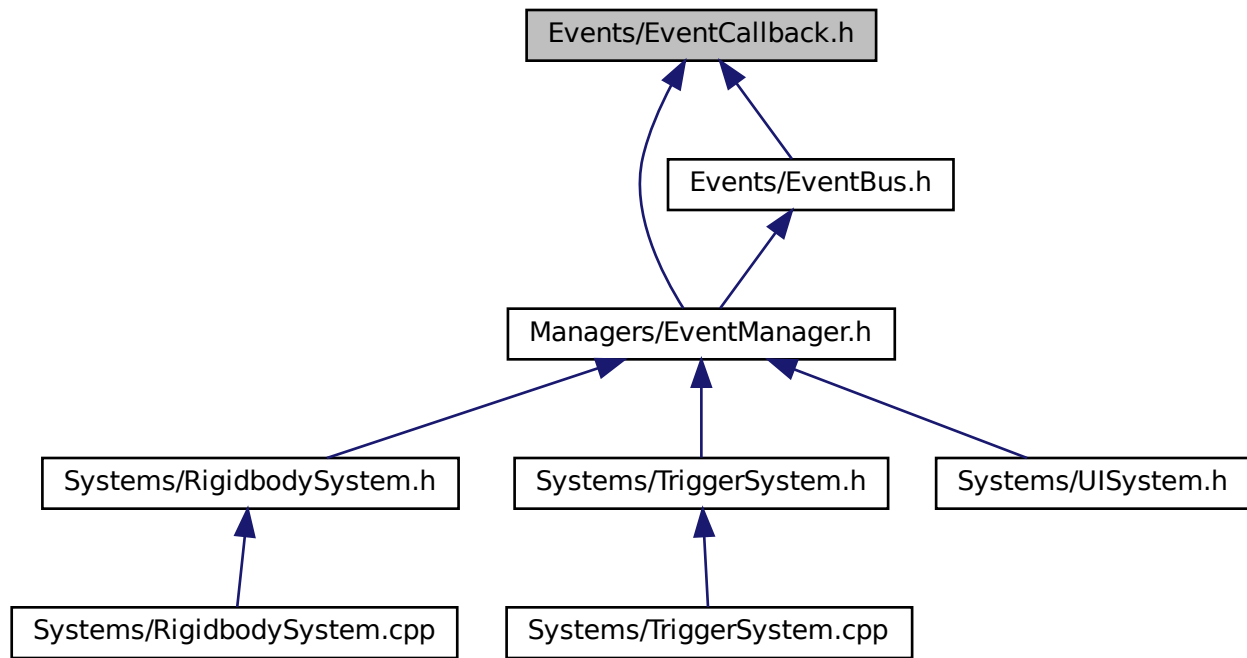 Events/EventCallback.h
Events/EventBus.h
Managers/EventManager.h
Systems/RigidbodySystem.h
Systems/TriggerSystem.h
Systems/UISystem.h
Systems/RigidbodySystem.cpp
Systems/TriggerSystem.cpp